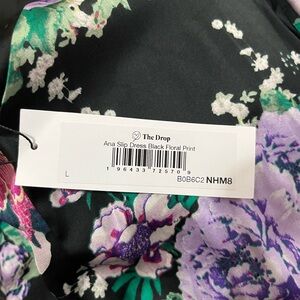 The Drop
Ana Slip Dress Black Floral Print
L
1 96433 72570 9
B0B6C2 NHM8